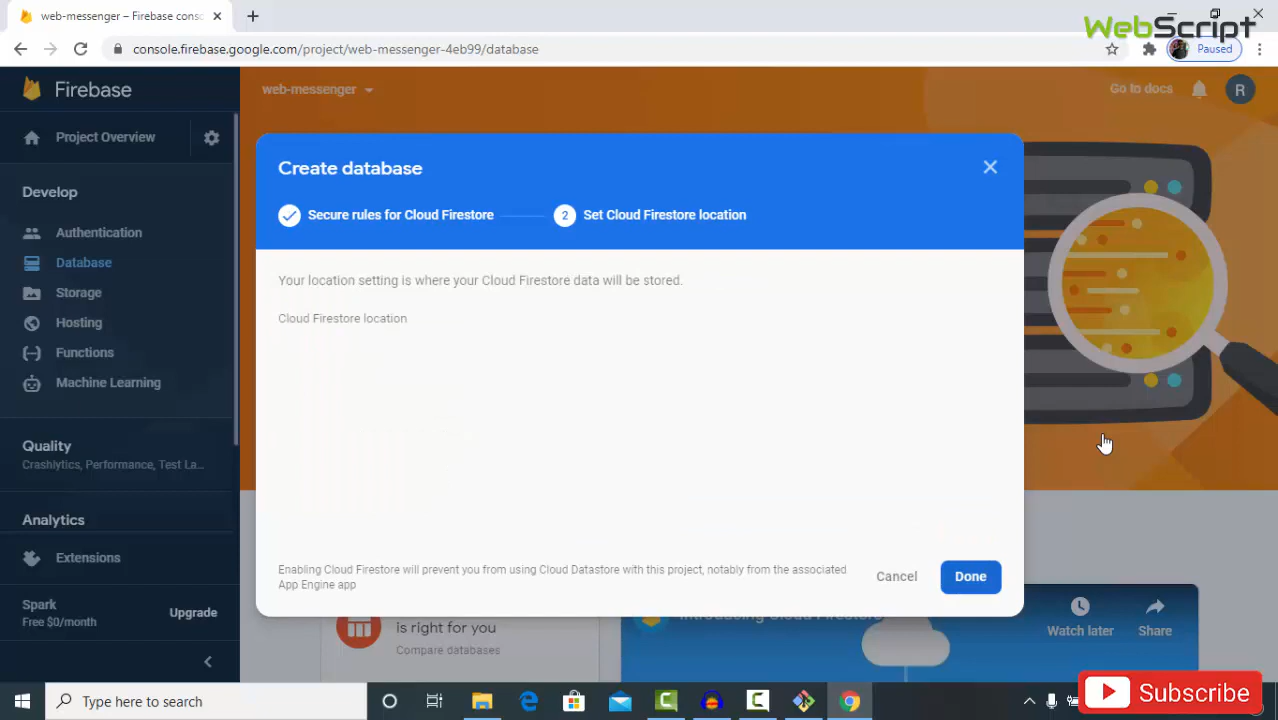 web-messenger – Firebase consc
WebScript
console.firebase.google.com/project/web-messenger-4eb99/database
Paused
Firebase
web-messenger
Go to docs
R
Project Overview
Create database
Develop
2
Secure rules for Cloud Firestore
Set Cloud Firestore location
Authentication
Database
Your location setting is where your Cloud Firestore data will be stored.
Storage
Cloud Firestore location
Hosting
Functions
Machine Learning
Quality
Crashlytics, Performance, Test La...
Analytics
Extensions
Enabling Cloud Firestore will prevent you from using Cloud Datastore with this project, notably from the associated
App Engine app
Cancel
Done
Spark
Free $0/month
Upgrade
is right for you
Compare databases
Introducing Cloud Firestore
Watch later
Share
Type here to search
Subscribe